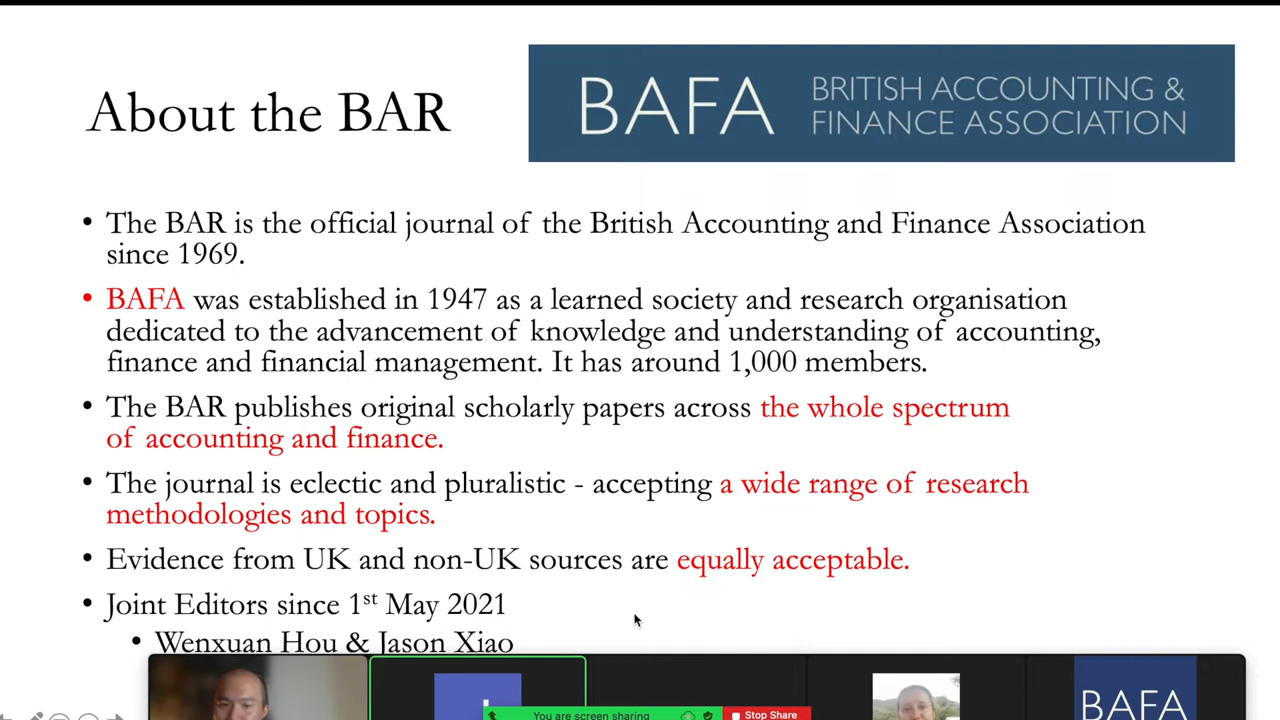 About the BAR
BAFA
BRITISH ACCOUNTING &
FINANCE ASSOCIATION
• The BAR is the official journal of the British Accounting and Finance Association
since 1969.
• BAFA was established in 1947 as a learned society and research organisation
dedicated to the advancement of knowledge and understanding of accounting,
finance and financial management. It has around 1,000 members.
• The BAR publishes original scholarly papers across the whole spectrum
of accounting and finance.
• The journal is eclectic and pluralistic - accepting a wide range of research
methodologies and topics.
• Evidence from UK and non-UK sources are equally acceptable.
• Joint Editors since 1st May 2021
• Wenxuan Hou & Jason Xiao
BAFA
You are screen sharing
Stop Share